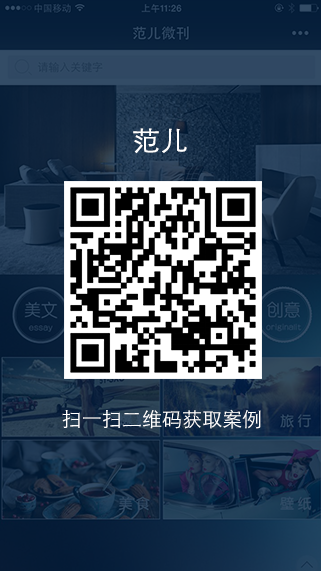 中国移动
上午11:26
范儿微刊
请输入关键字
范儿
美文
essay
创意
扫一扫二维码获取案例
旅行
美食
壁纸